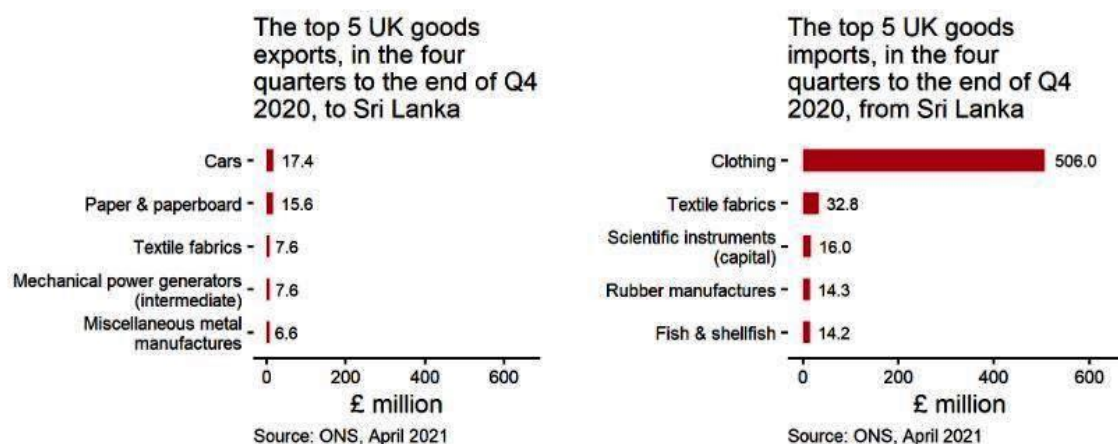 The top 5 UK goods
exports, in the four
quarters to the end of Q4
2020, to Sri Lanka
Cars
17.4
Paper & paperboard
15.6
Textile fabrics
7.6
Mechanical power generators
(intermediate)
7.6
Miscellaneous metal
manufactures
6.6
0 200 400 600
£ million
Source: ONS, April 2021
The top 5 UK goods
imports, in the four
quarters to the end of Q4
2020, from Sri Lanka
Clothing
506.0
Textile fabrics
32.8
Scientific instruments
(capital)
16.0
Rubber manufactures
14.3
Fish & shellfish
14.2
0 200 400 600
£ million
Source: ONS, April 2021